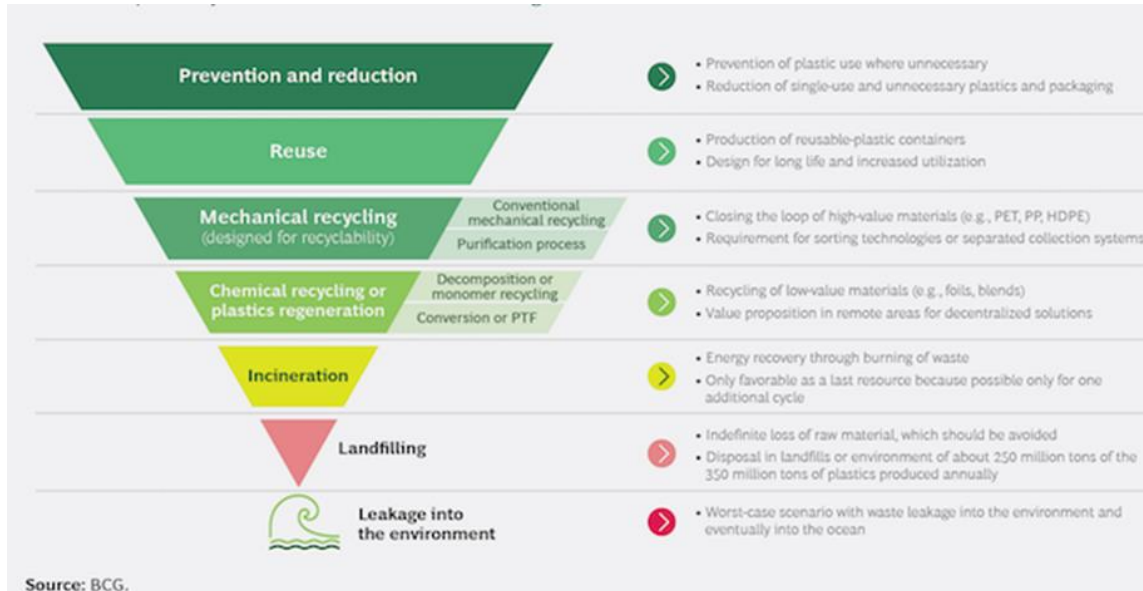 Prevention and reduction
• Prevention of plastic use where unnecessary
• Reduction of single-use and unnecessary plastics and packaging
Reuse
• Production of reusable-plastic containers
• Design for long life and increased utilization
Mechanical recycling
(designed for recyclability)
Conventional
mechanical recycling
Purification process
• Closing the loop of high-value materials (e.g., PET, PP, HDPE)
• Requirement for sorting technologies or separated collection systems
Chemical recycling or
plastics regeneration
Decomposition or
monomer recycling
Conversion or PTF
• Recycling of low-value materials (e.g., foils, blends)
• Value proposition in remote areas for decentralized solutions
Incineration
• Energy recovery through burning of waste
• Only favorable as a last resource because possible only for one
additional cycle
Landfilling
• Indefinite loss of raw material, which should be avoided
• Disposal in landfills or environment of about 250 million tons of the
350 million tons of plastics produced annually
Leakage into
the environment
• Worst-case scenario with waste leakage into the environment and
eventually into the ocean
Source: BCG.